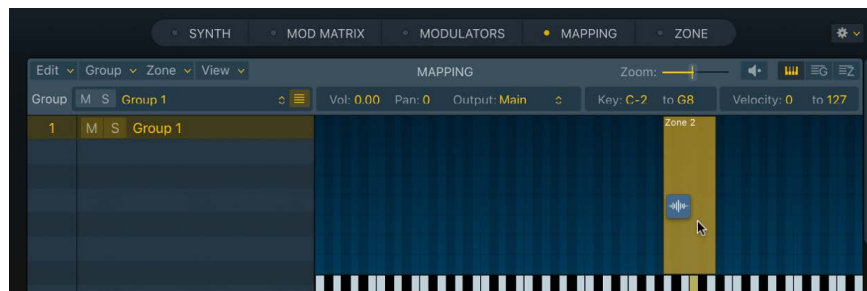 SYNTH MOD MATRIX MODULATORS MAPPING ZONE
Edit Group Zone View MAPPING Zoom: G Z
Group M S Group 1 Vol: 0.00 Pan: 0 Output: Main Key: C-2 to G8 Velocity: 0 to 127
1 M S Group 1 Zone 2